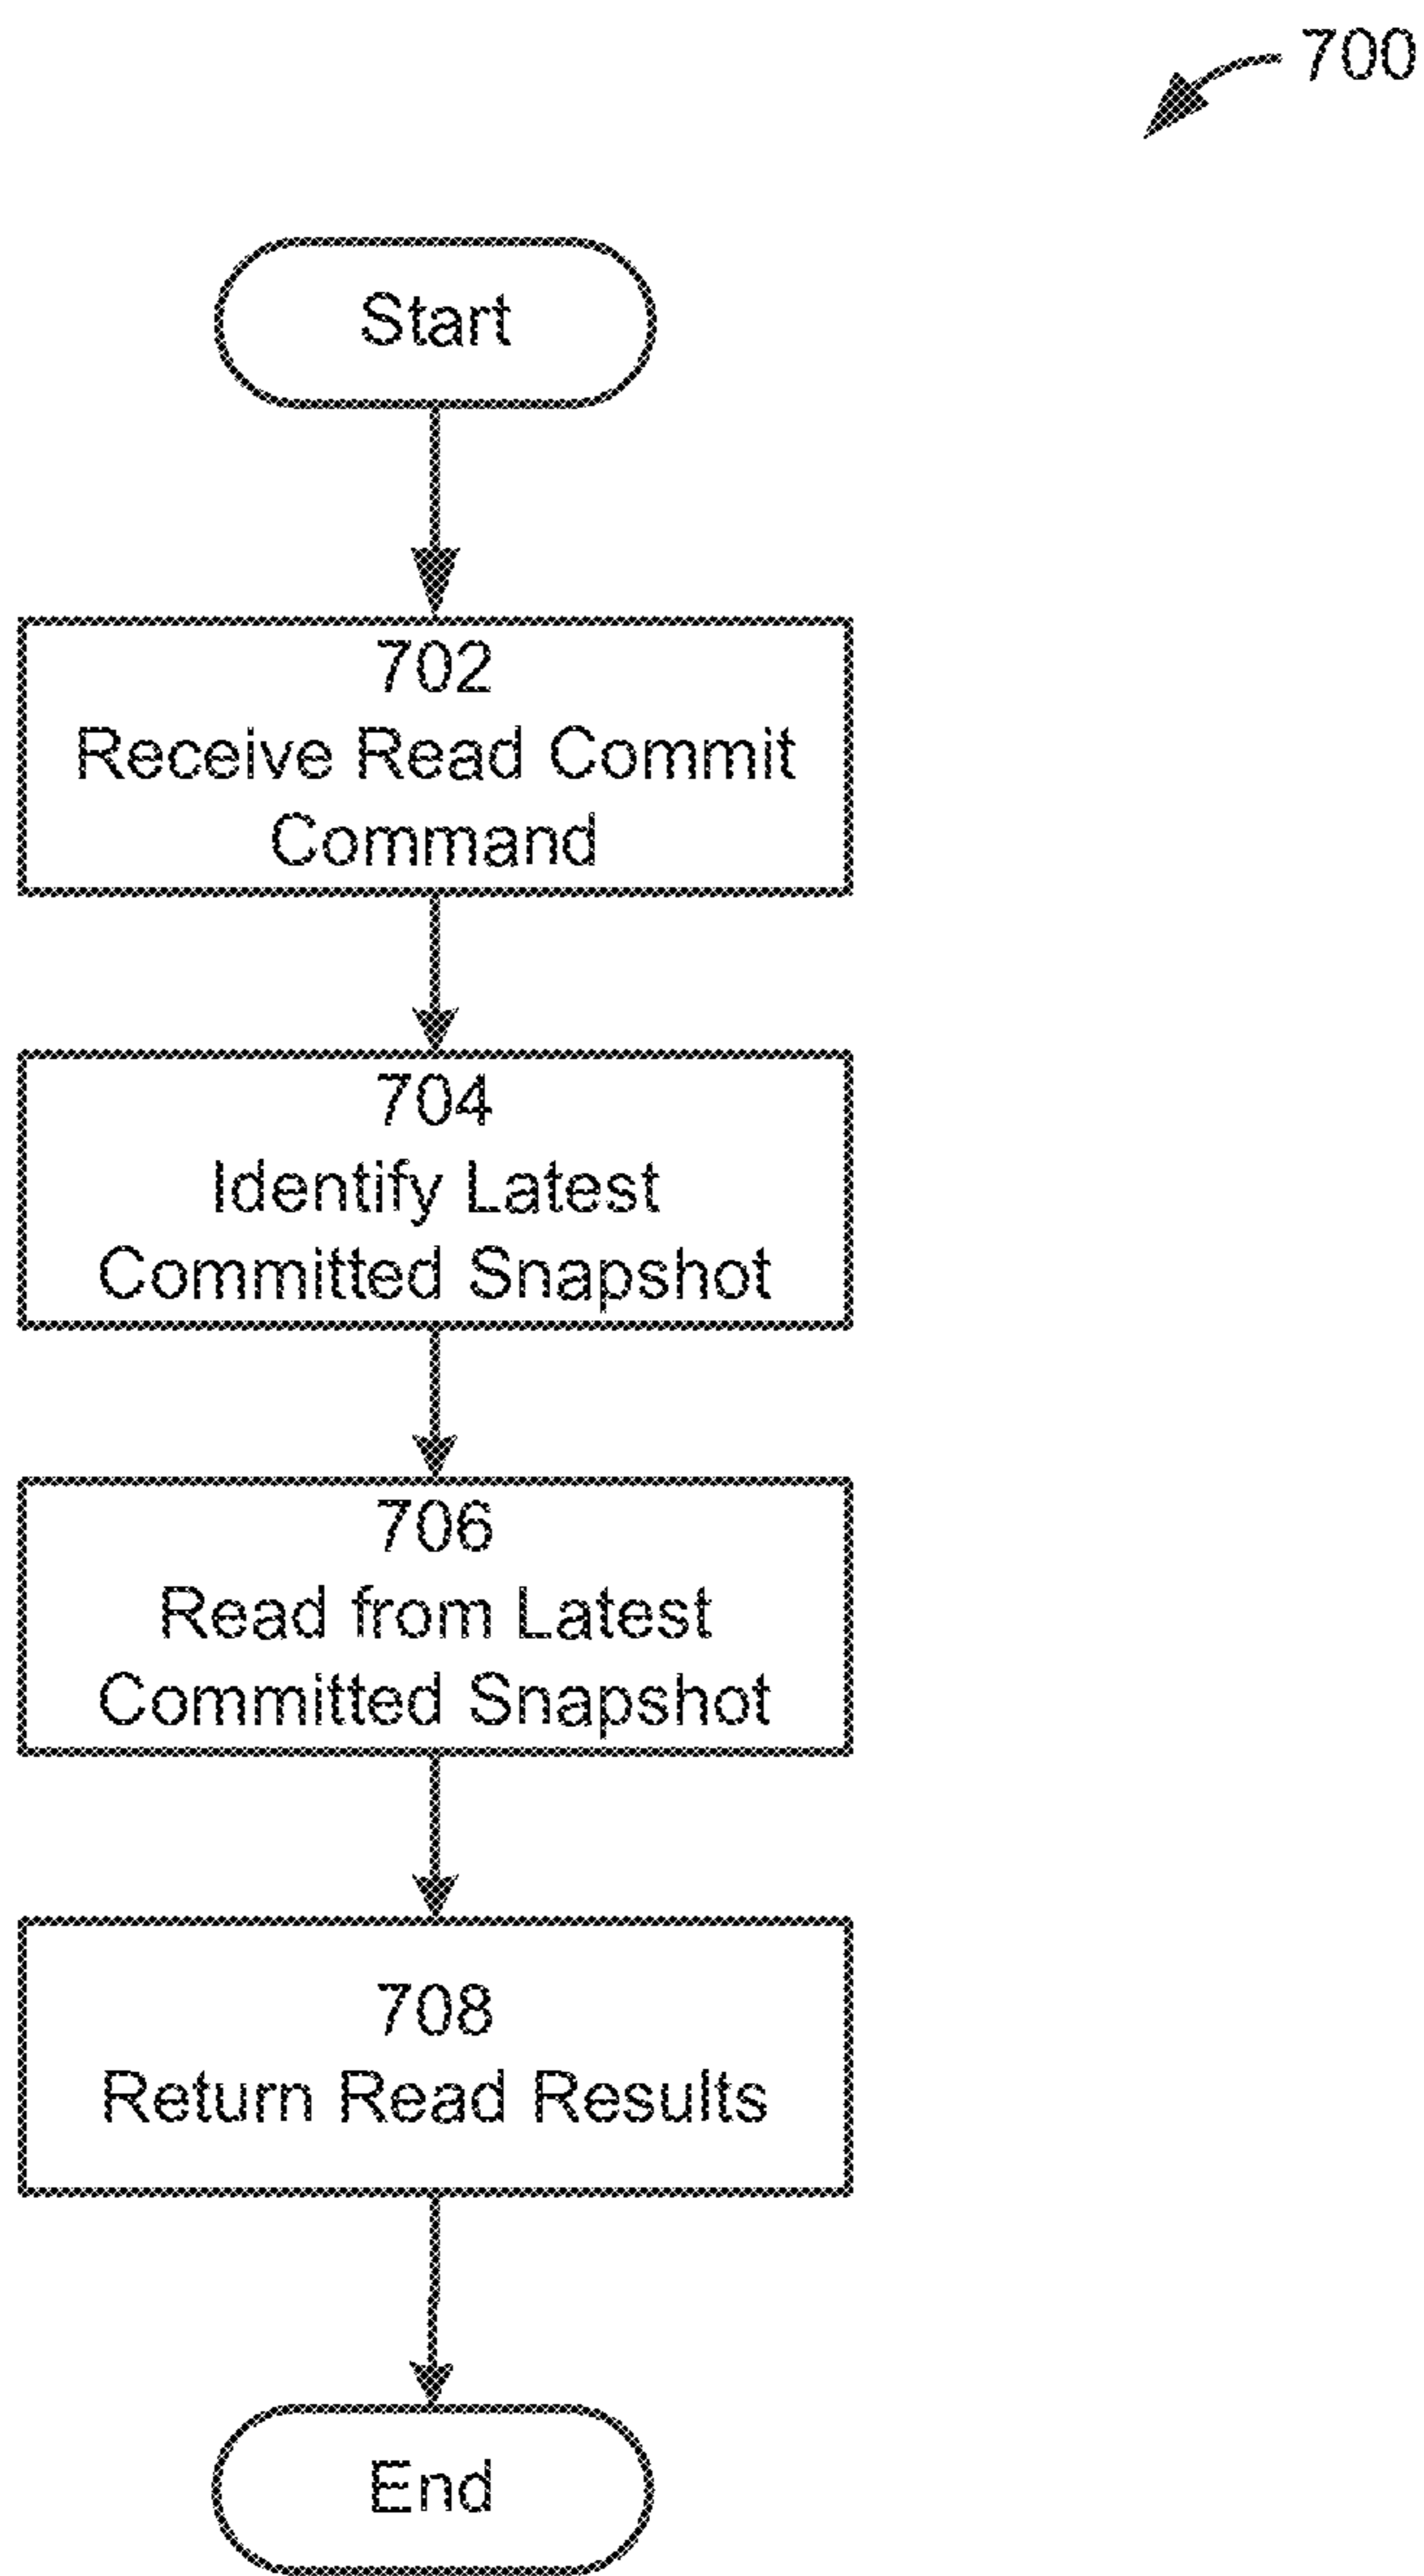 700
Start
702
Receive Read Commit
Command
704
Identify Latest
Committed Snapshot
706
Read from Latest
Committed Snapshot
708
Return Read Results
End